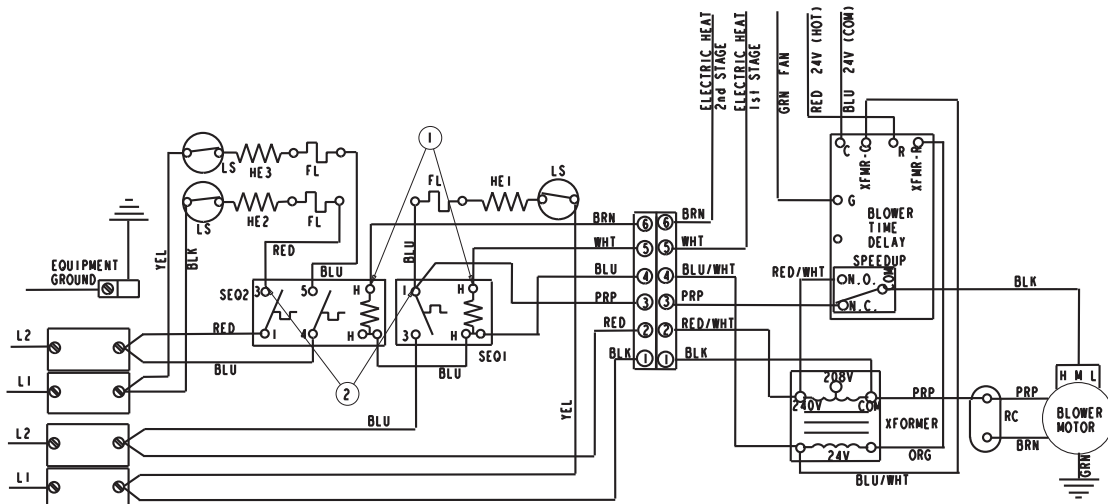 ELECTRIC HEAT
2nd STAGE
ELECTRIC HEAT
1st STAGE
GRN FAN
RED 24V (HOT)
BLU 24V (COM)
C
XFMR-C
R
XFMR-R
G
BLOWER
TIME
DELAY
SPEEDUP
N.O.
COM
N.C.
1
LS
HE3
FL
LS
HE2
FL
FL
HE1
LS
YEL
BLK
RED
BLU
BLU
EQUIPMENT
GROUND
SEQ2
3
5
H
1
4
H
1
H
3
H
SEQ1
BRN
WHT
BLU
PRP
RED
BLK
6
5
4
3
2
1
6
5
4
3
2
1
BRN
WHT
BLU/WHT
PRP
RED/WHT
BLK
RED/WHT
BLK
L2
RED
BLU
L1
BLU
2
L2
BLU
L1
YEL
208V
240V
COM
XFORMER
24V
PRP
ORG
BLU/WHT
RC
PRP
BRN
H M L
BLOWER
MOTOR
GRN